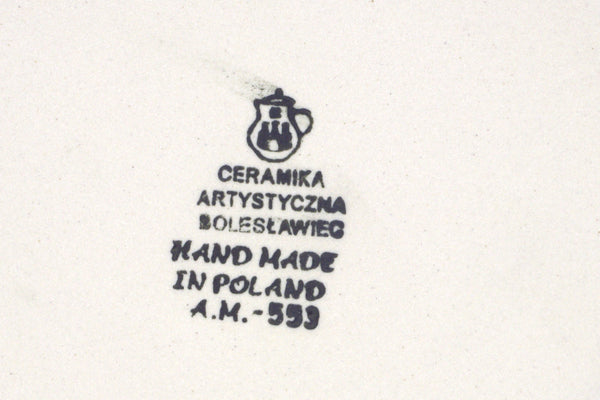 CERAMIKA
ARTYSTYCZNA
BOLESŁAWIEC
HAND MADE
IN POLAND
A.M.-559